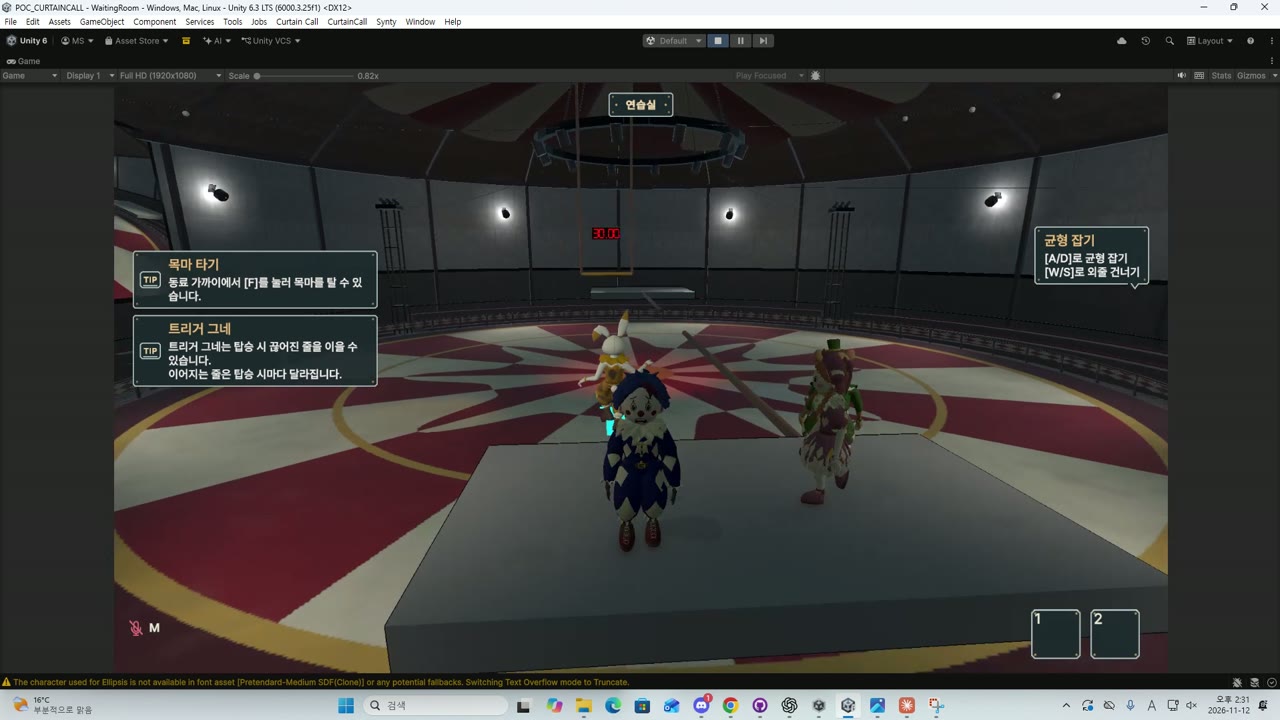 POC_CURTAINCALL - WaitingRoom - Windows, Mac, Linux - Unity 6.3 LTS (6000.3.25f1) <DX12>
File Edit Assets GameObject Component Services Tools Jobs Curtain Call CurtainCall Synty Window Help
Unity 6 MS Asset Store AI Unity VCS Default Layout
Game
Game Display 1 Full HD (1920x1080) Scale 0.82x Play Focused Stats Gizmos
연습실
30.00
목마 타기
TIP
동료 가까이에서 [F]를 눌러 목마를 탈 수 있
습니다.
트리거 그네
TIP
트리거 그네는 탑승 시 끊어진 줄을 이을 수
있습니다.
이어지는 줄은 탑승 시마다 달라집니다.
균형 잡기
[A/D]로 균형 잡기
[W/S]로 외줄 건너기
M
1 2
The character used for Ellipsis is not available in font asset [Pretendard-Medium SDF(Clone)] or any potential fallbacks. Switching Text Overflow mode to Truncate.
16°C
부분적으로 맑음
검색
1
A
오후 2:31
2026-11-12